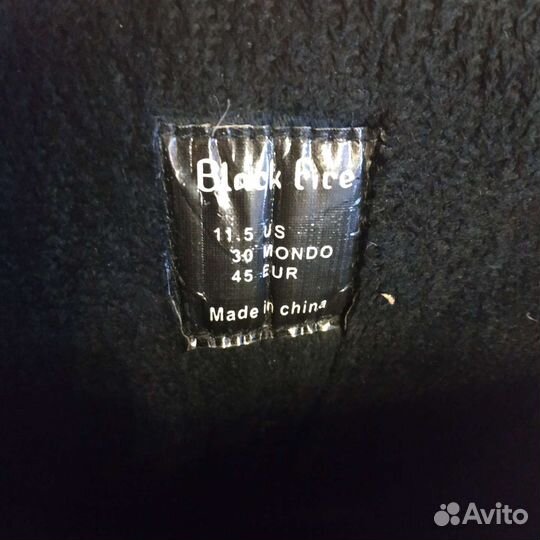 Black Fire
11.5 US
30 MONDO
45 EUR
Made in china
Avito